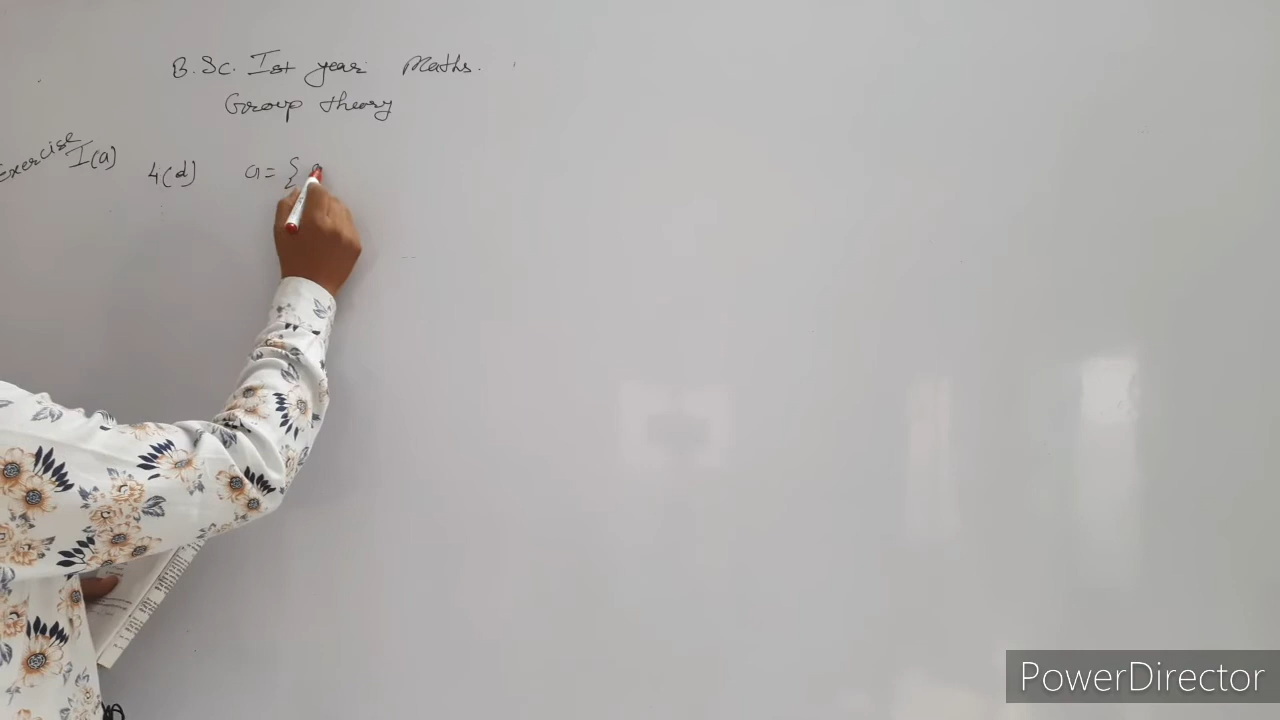 B.Sc. Ist year Maths.
Group theory
Exercise I(a) 4(d) G = {
PowerDirector